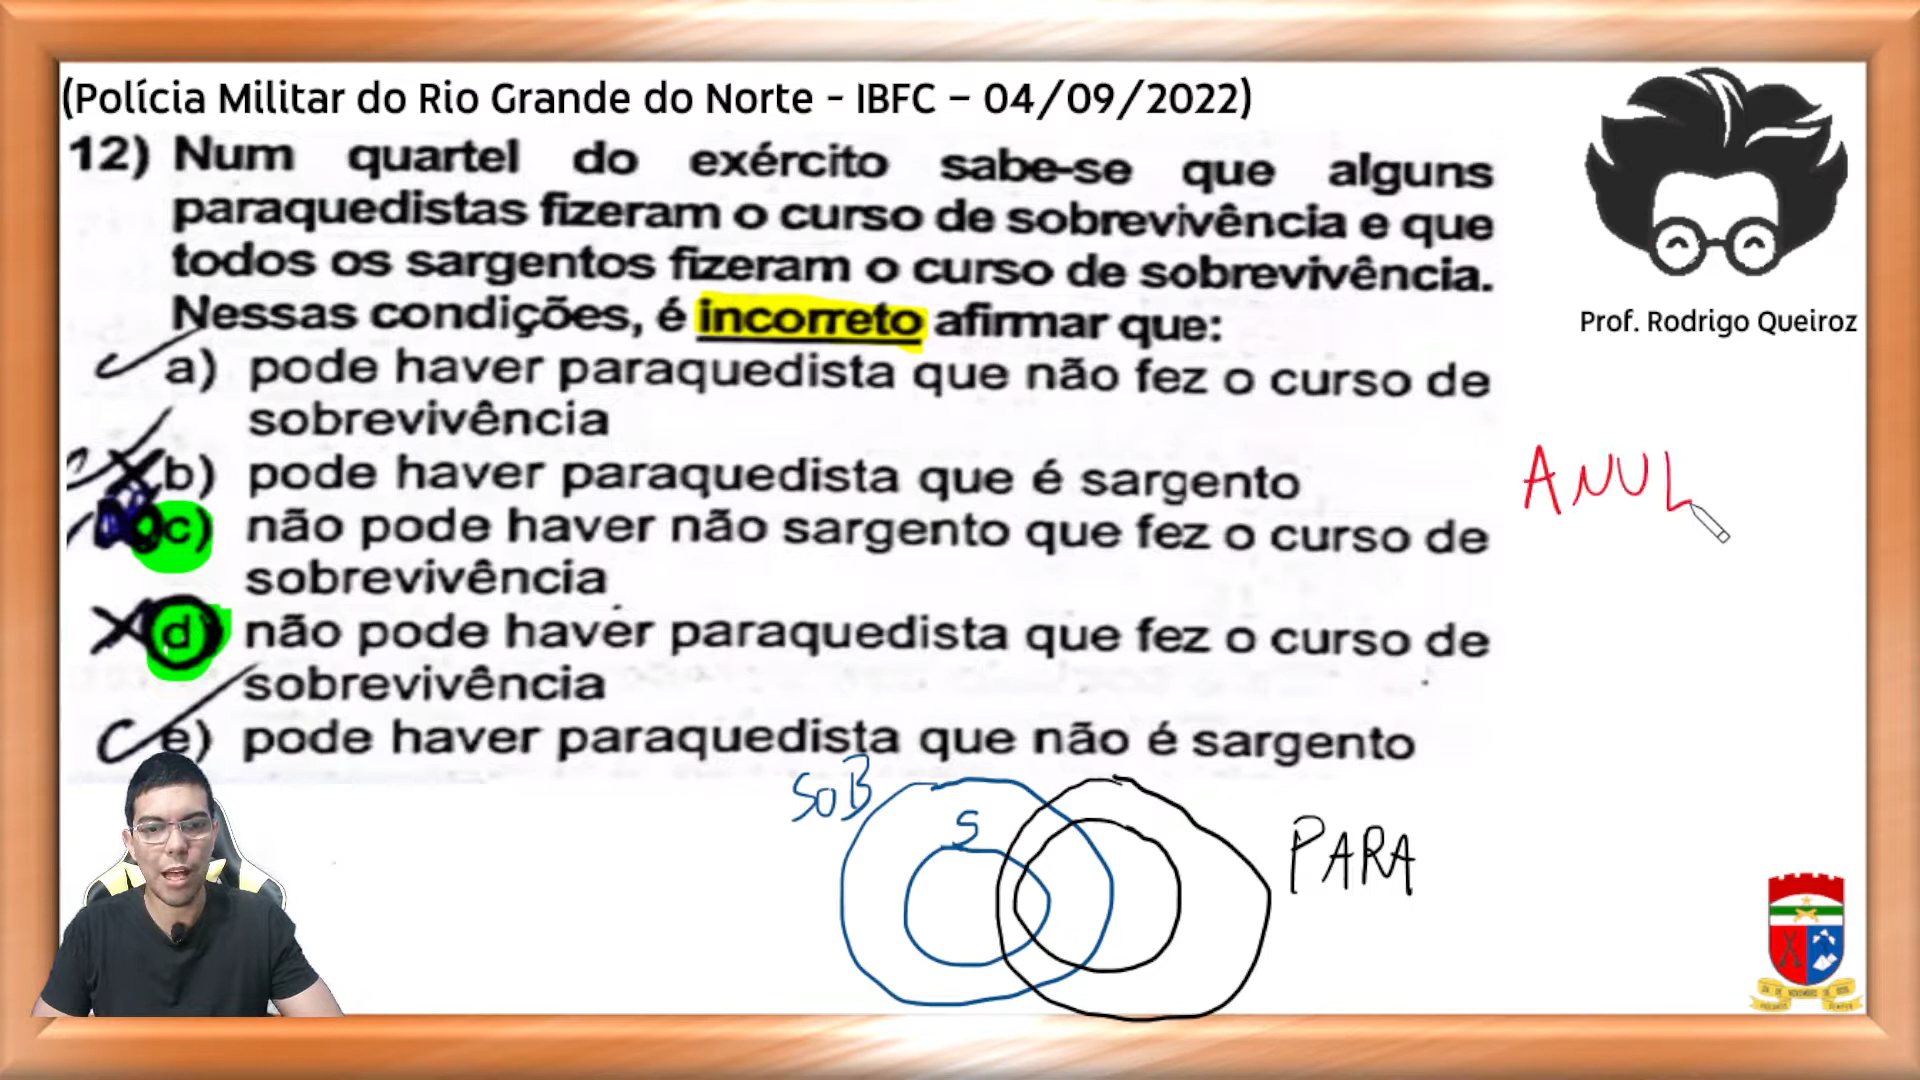 (Polícia Militar do Rio Grande do Norte - IBFC – 04/09/2022)
12) Num quartel do exército sabe-se que alguns
paraquedistas fizeram o curso de sobrevivência e que
todos os sargentos fizeram o curso de sobrevivência.
Nessas condições, é incorreto afirmar que:
a) pode haver paraquedista que não fez o curso de
sobrevivência
b) pode haver paraquedista que é sargento
c) não pode haver não sargento que fez o curso de
sobrevivência
d) não pode haver paraquedista que fez o curso de
sobrevivência
e) pode haver paraquedista que não é sargento
Prof. Rodrigo Queiroz
ANUL
SOB
S
PARA